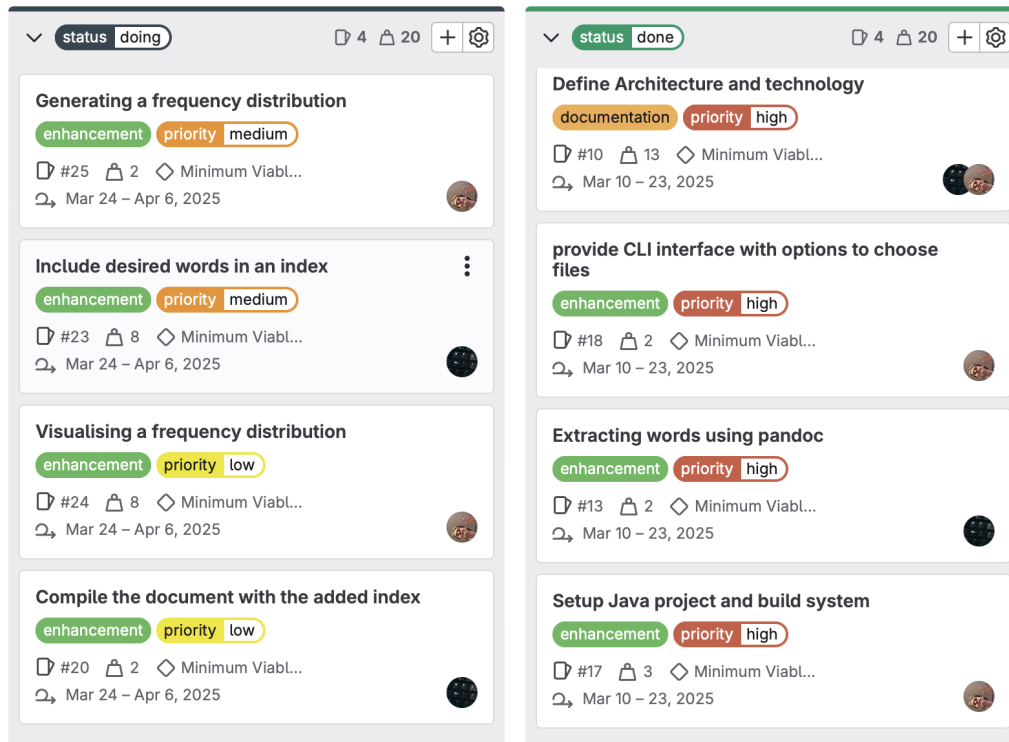 status doing 4 20
Generating a frequency distribution
enhancement priority medium
#25 2 Minimum Viabl...
Mar 24 – Apr 6, 2025
Include desired words in an index
enhancement priority medium
#23 8 Minimum Viabl...
Mar 24 – Apr 6, 2025
Visualising a frequency distribution
enhancement priority low
#24 8 Minimum Viabl...
Mar 24 – Apr 6, 2025
Compile the document with the added index
enhancement priority low
#20 2 Minimum Viabl...
Mar 24 – Apr 6, 2025
status done 4 20
Define Architecture and technology
documentation priority high
#10 13 Minimum Viabl...
Mar 10 – 23, 2025
provide CLI interface with options to choose
files
enhancement priority high
#18 2 Minimum Viabl...
Mar 10 – 23, 2025
Extracting words using pandoc
enhancement priority high
#13 2 Minimum Viabl...
Mar 10 – 23, 2025
Setup Java project and build system
enhancement priority high
#17 3 Minimum Viabl...
Mar 10 – 23, 2025